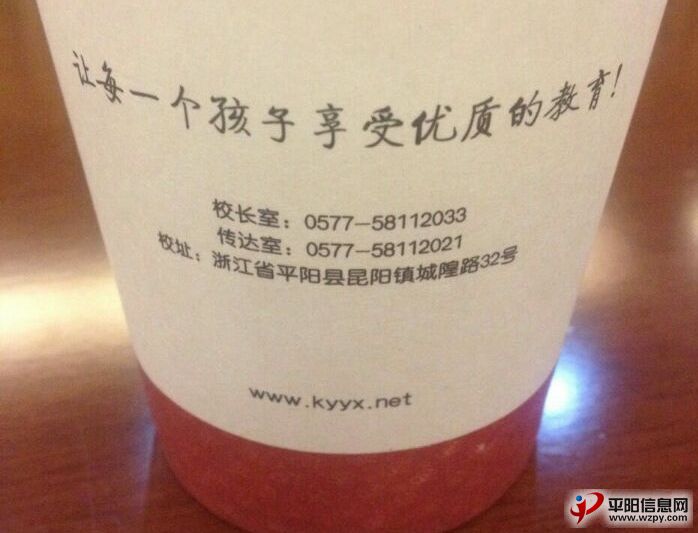 让每一个孩子享受优质的教育!
校长室：0577-58112033
传达室：0577-58112021
校址：浙江省平阳县昆阳镇城隍路32号
www.kyyx.net
平阳信息网
www.wzpy.com